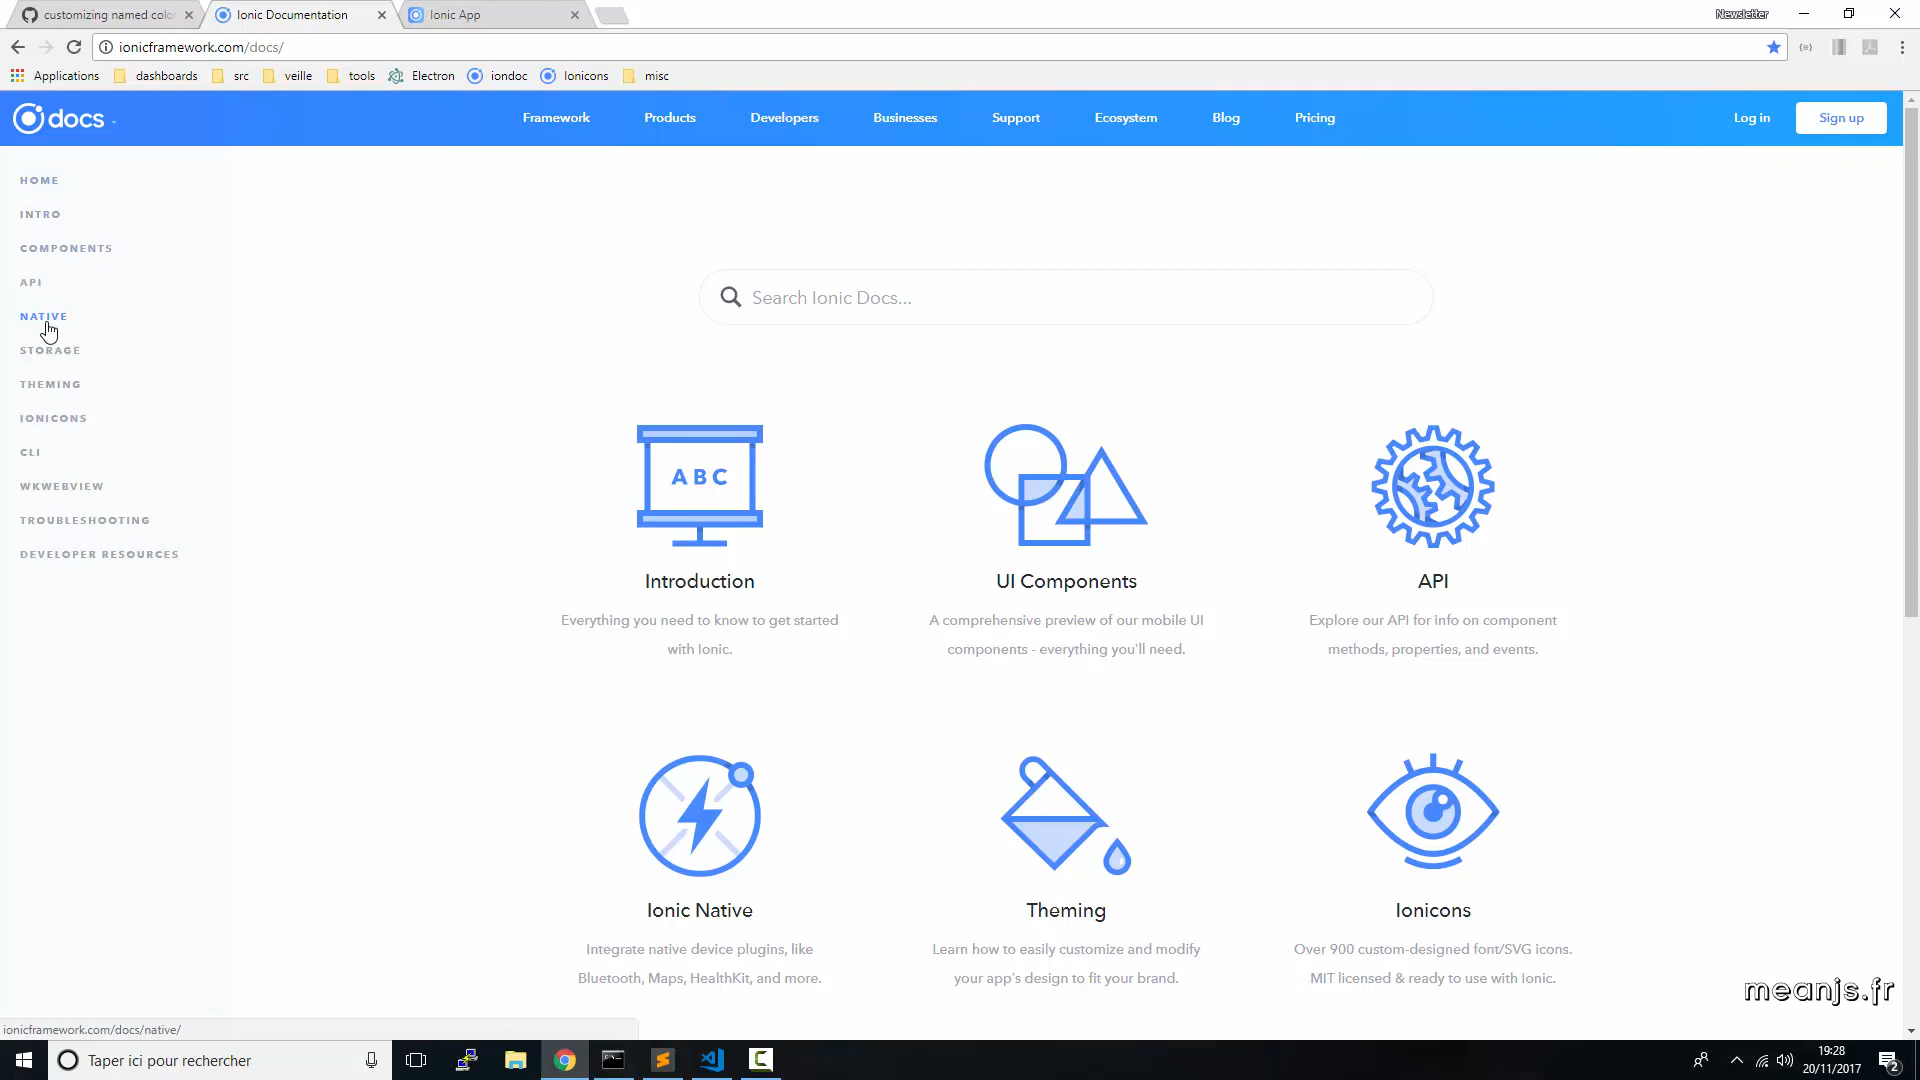 customizing named colo
Ionic Documentation
Ionic App
Newsletter
ionicframework.com/docs/
Applications
dashboards
src
veille
tools
Electron
iondoc
Ionicons
misc
docs
Framework
Products
Developers
Businesses
Support
Ecosystem
Blog
Pricing
Log in
Sign up
HOME
INTRO
COMPONENTS
API
NATIVE
STORAGE
THEMING
IONICONS
CLI
WKWEBVIEW
TROUBLESHOOTING
DEVELOPER RESOURCES
Search Ionic Docs...
ABC
Introduction
Everything you need to know to get started
with Ionic.
UI Components
A comprehensive preview of our mobile UI
components - everything you'll need.
API
Explore our API for info on component
methods, properties, and events.
Ionic Native
Integrate native device plugins, like
Bluetooth, Maps, HealthKit, and more.
Theming
Learn how to easily customize and modify
your app's design to fit your brand.
Ionicons
Over 900 custom-designed font/SVG icons.
MIT licensed & ready to use with Ionic.
meanjs.fr
ionicframework.com/docs/native/
Taper ici pour rechercher
19:28
20/11/2017
2